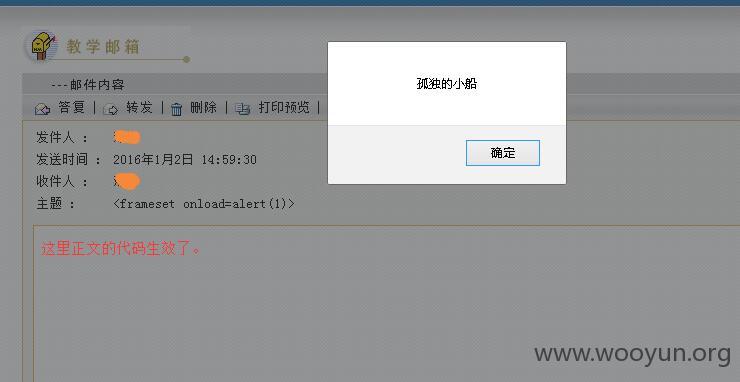 教学邮箱
---邮件内容
答复 | 转发 | 删除 | 打印预览 |
发件人 :
发送时间 : 2016年1月2日 14:59:30
收件人 :
主题 : <frameset onload=alert(1)>
这里正文的代码生效了。
孤独的小船
确定
www.wooyun.org